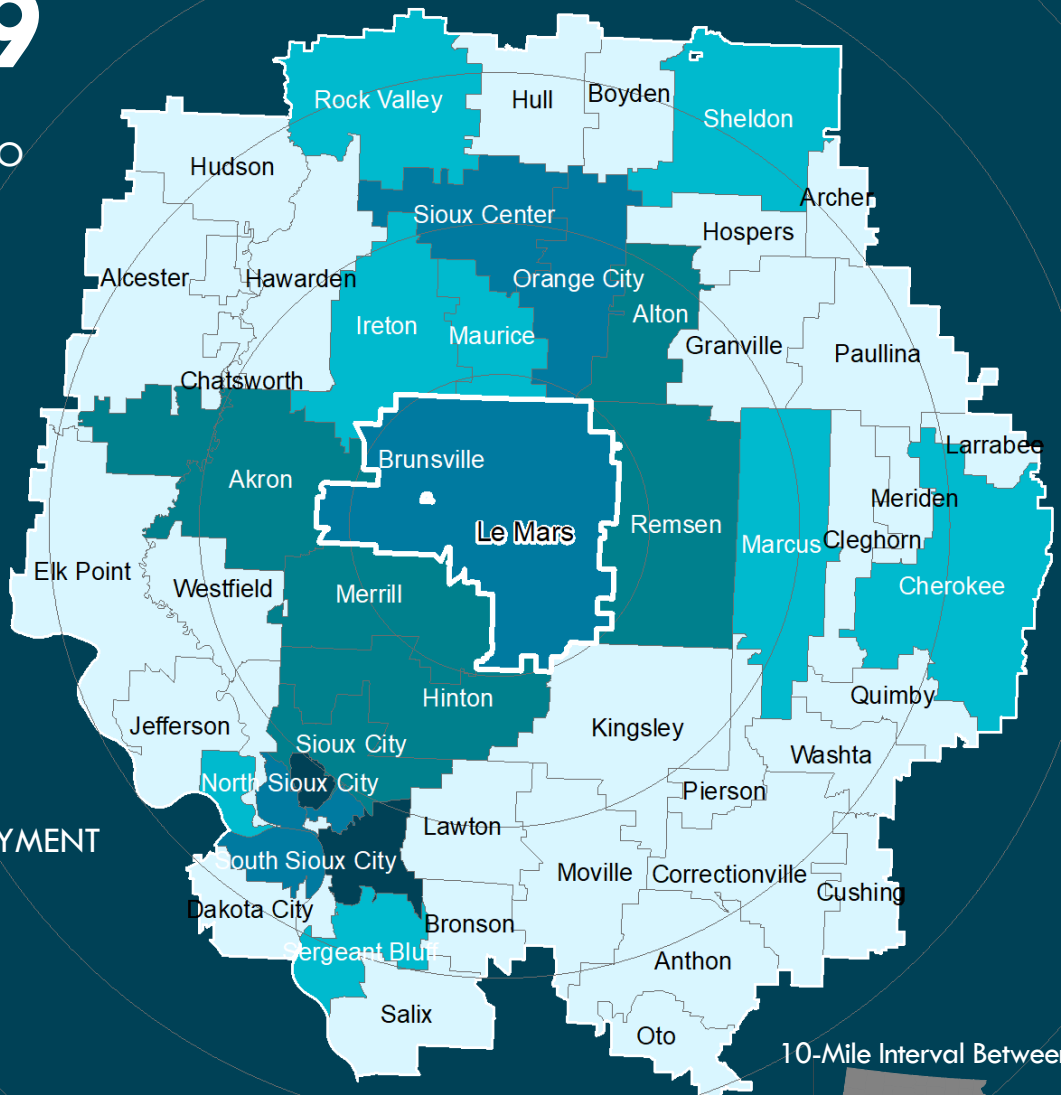 9
O
Rock Valley
Hull
Boyden
Sheldon
Hudson
Archer
Sioux Center
Hospers
Alcester
Hawarden
Orange City
Ireton
Maurice
Alton
Granville
Paullina
Chatsworth
Larrabee
Brunsville
Akron
Meriden
Remsen
Le Mars
Marcus
Cleghorn
Elk Point
Westfield
Merrill
Cherokee
Hinton
Quimby
Jefferson
Kingsley
Sioux City
Washta
North Sioux City
Pierson
YMENT
Lawton
South Sioux City
Moville
Correctionville
Cushing
Dakota City
Bronson
Sergeant Bluff
Anthon
Salix
Oto
10-Mile Interval Between